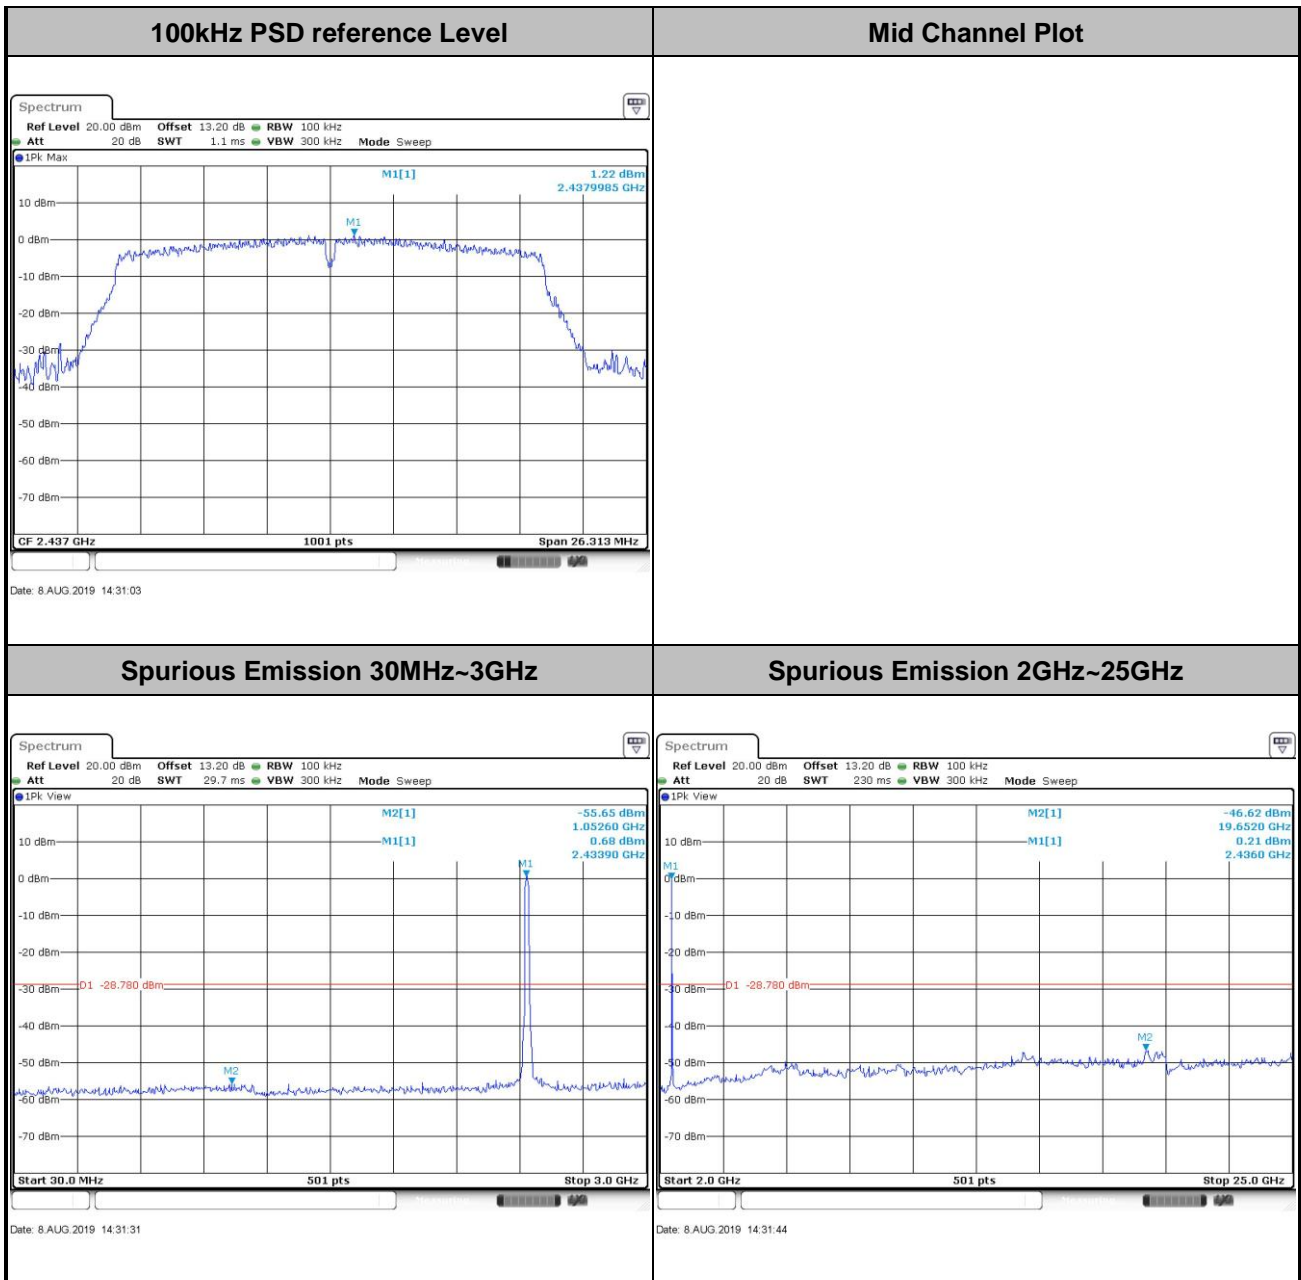 100kHz PSD reference Level
Mid Channel Plot
Spectrum
Ref Level 20.00 dBm Offset 13.20 dB RBW 100 kHz
Att 20 dB SWT 1.1 ms VBW 300 kHz Mode Sweep
1Pk Max
M1[1] 1.22 dBm
2.4379985 GHz
10 dBm
M1
0 dBm
-10 dBm
-20 dBm
-30 dBm
-40 dBm
-50 dBm
-60 dBm
-70 dBm
CF 2.437 GHz 1001 pts Span 26.313 MHz
Date: 8.AUG.2019 14:31:03
Spurious Emission 30MHz~3GHz
Spurious Emission 2GHz~25GHz
Spectrum
Ref Level 20.00 dBm Offset 13.20 dB RBW 100 kHz
Att 20 dB SWT 29.7 ms VBW 300 kHz Mode Sweep
1Pk View
M2[1] -55.65 dBm
1.05260 GHz
10 dBm M1[1] 0.68 dBm
2.43390 GHz
M1
0 dBm
-10 dBm
-20 dBm
D1 -28.780 dBm
-30 dBm
-40 dBm
-50 dBm
M2
-60 dBm
-70 dBm
Start 30.0 MHz 501 pts Stop 3.0 GHz
Date: 8.AUG.2019 14:31:31
Spectrum
Ref Level 20.00 dBm Offset 13.20 dB RBW 100 kHz
Att 20 dB SWT 230 ms VBW 300 kHz Mode Sweep
1Pk View
M2[1] -46.62 dBm
19.6520 GHz
10 dBm M1[1] 0.21 dBm
2.4360 GHz
M1
0 dBm
-10 dBm
-20 dBm
D1 -28.780 dBm
-30 dBm
-40 dBm
M2
-50 dBm
-60 dBm
-70 dBm
Start 2.0 GHz 501 pts Stop 25.0 GHz
Date: 8.AUG.2019 14:31:44